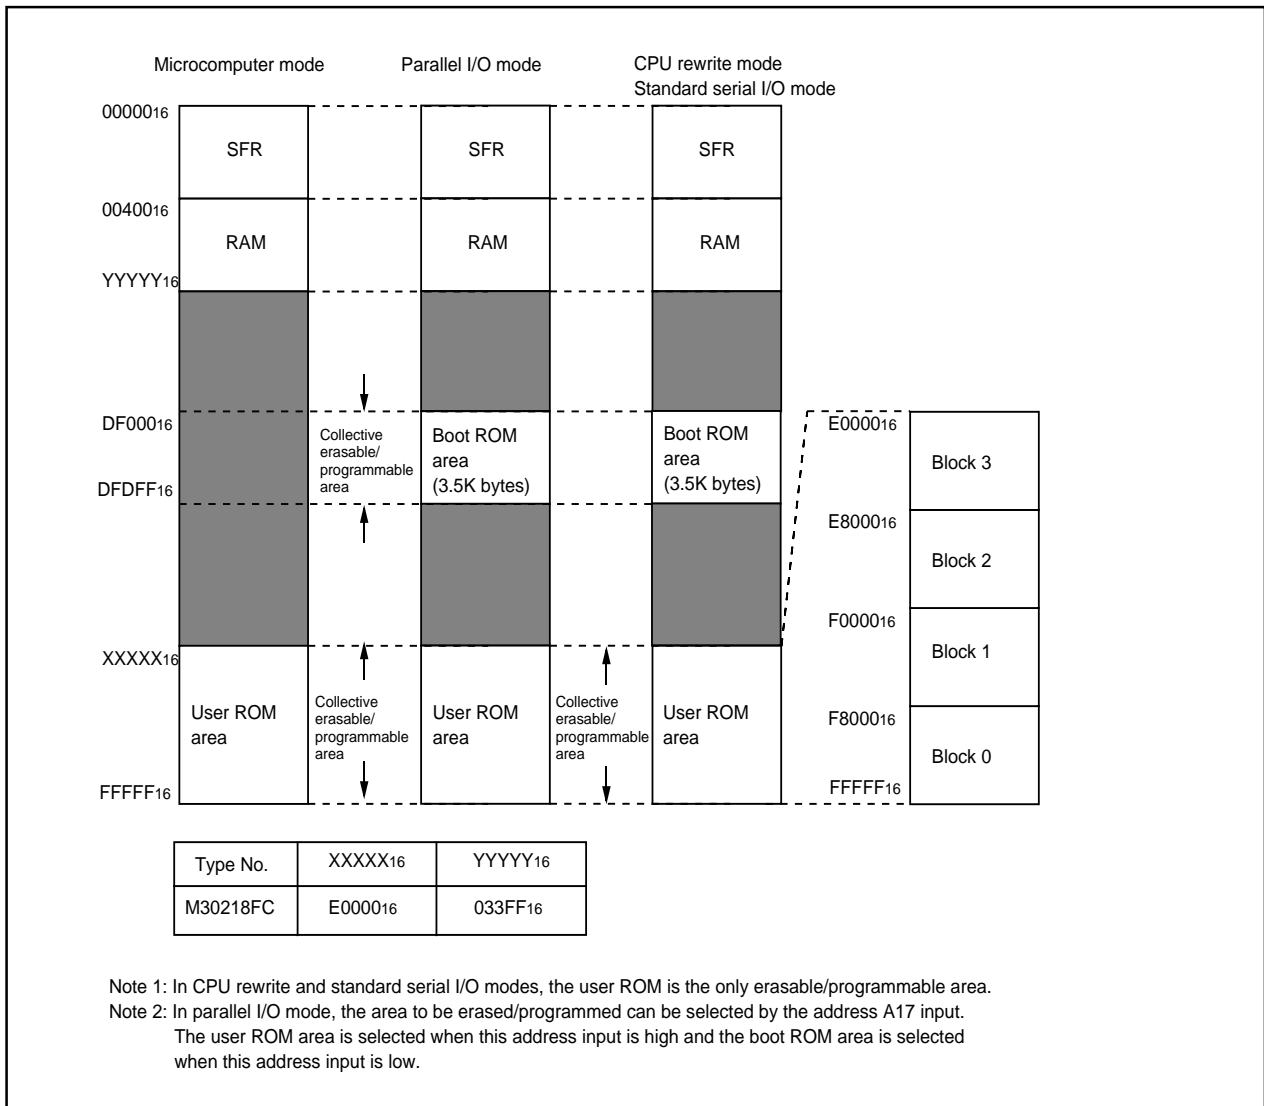 Microcomputer mode
Parallel I/O mode
CPU rewrite mode
Standard serial I/O mode
0000016
SFR
SFR
SFR
0040016
RAM
RAM
RAM
YYYYY16
DF00016
Collective
erasable/
programmable
area
Boot ROM
area
(3.5K bytes)
Boot ROM
area
(3.5K bytes)
DFDFF16
E000016
Block 3
E800016
Block 2
F000016
Block 1
F800016
Block 0
FFFFF16
XXXXX16
User ROM
area
Collective
erasable/
programmable
area
User ROM
area
Collective
erasable/
programmable
area
User ROM
area
FFFFF16
Type No. XXXXX16 YYYYY16
M30218FC E000016 033FF16
Note 1: In CPU rewrite and standard serial I/O modes, the user ROM is the only erasable/programmable area.
Note 2: In parallel I/O mode, the area to be erased/programmed can be selected by the address A17 input.
The user ROM area is selected when this address input is high and the boot ROM area is selected
when this address input is low.